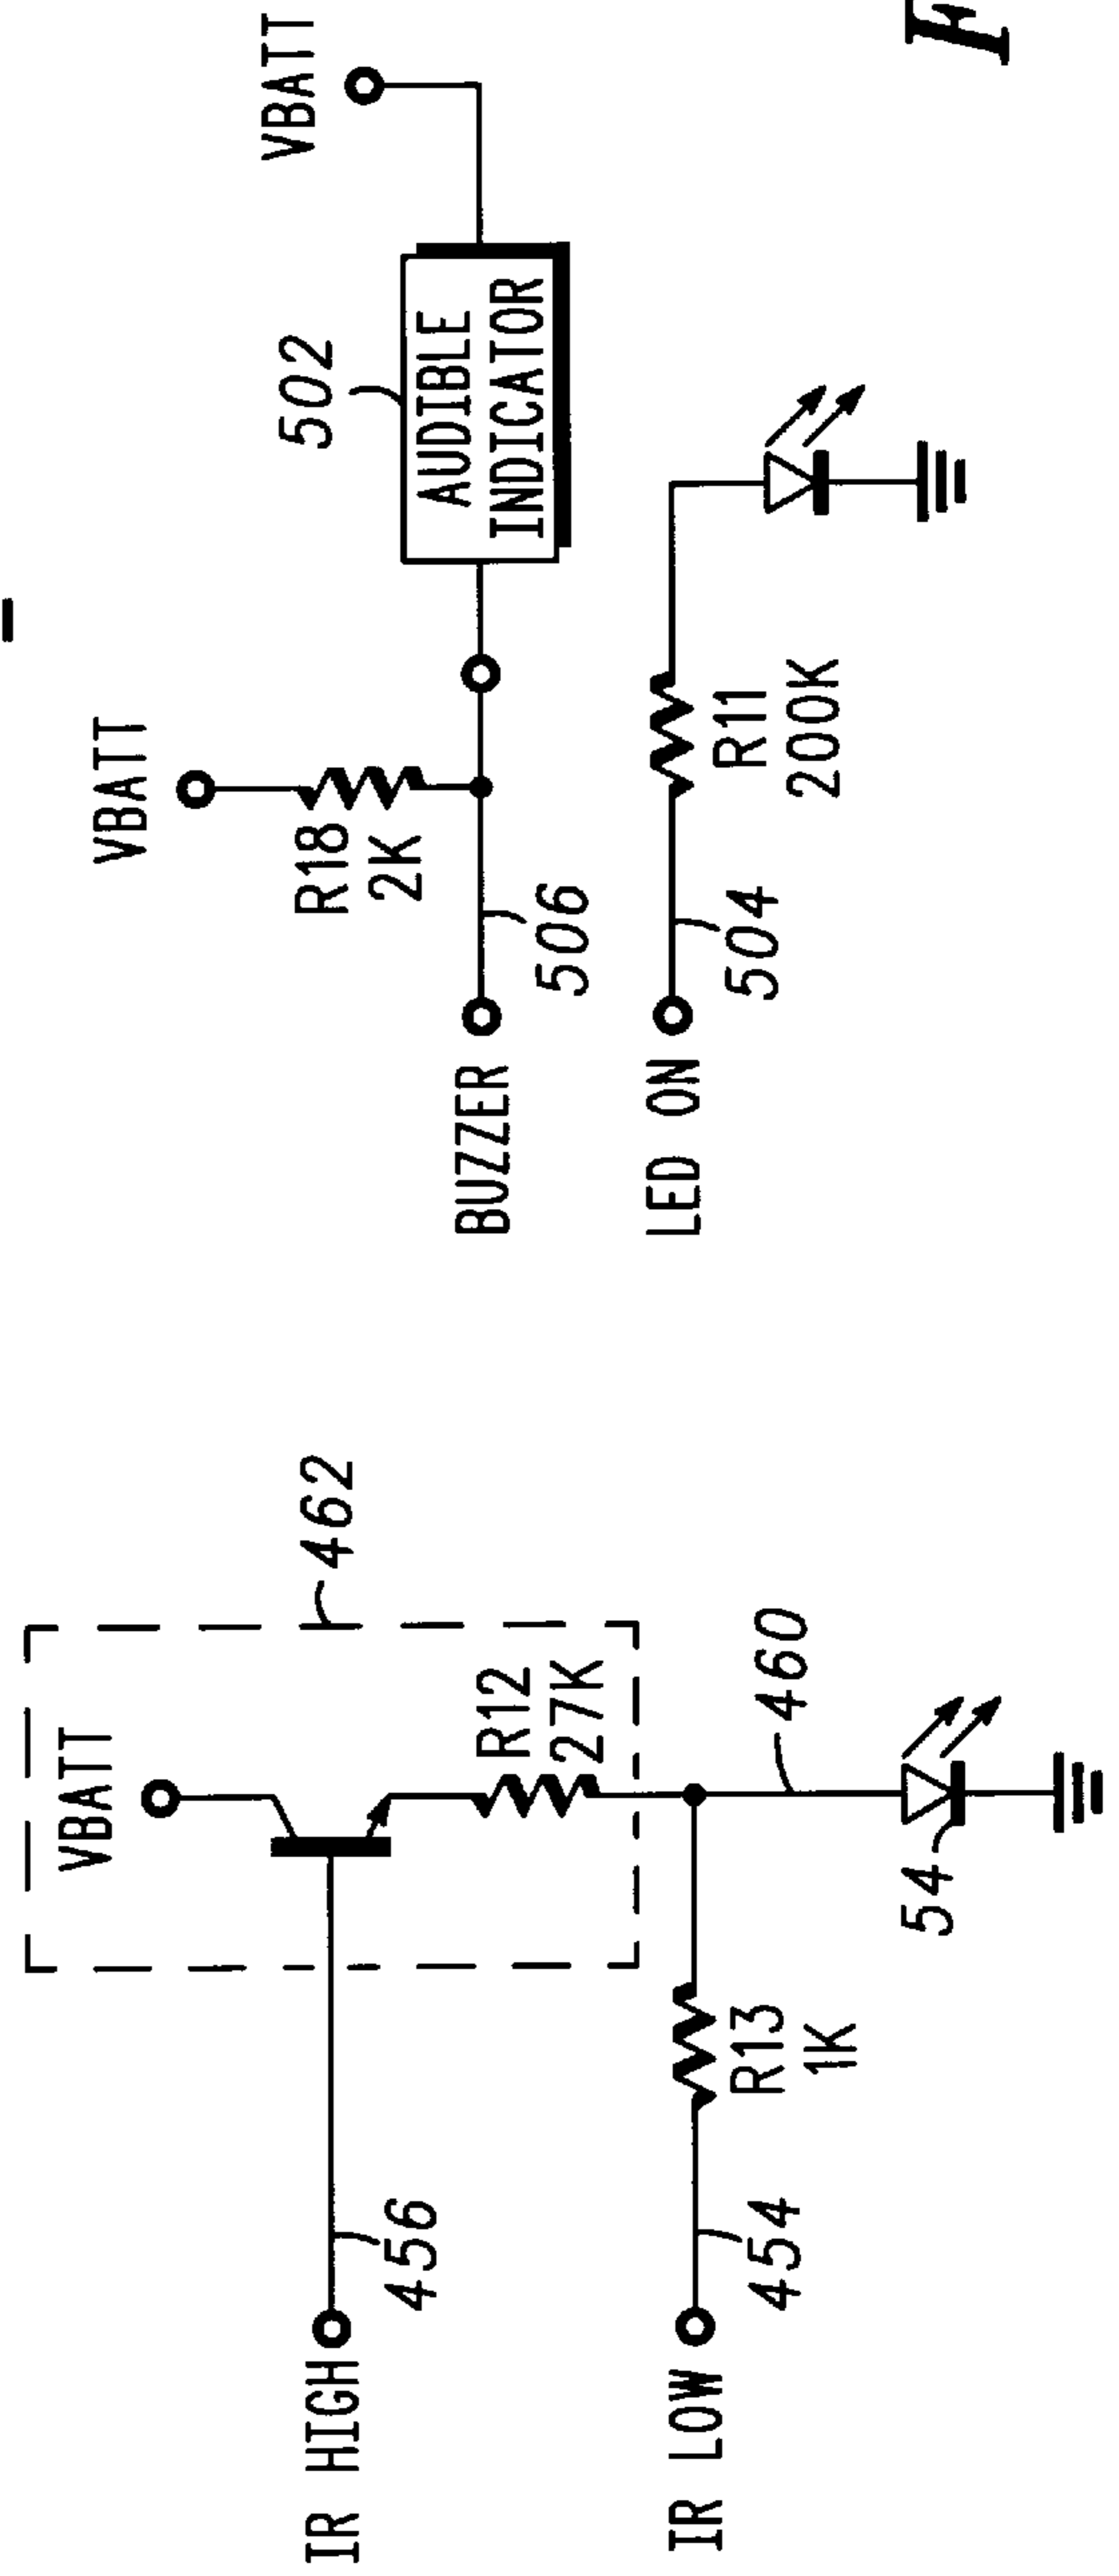 VBATT
462
R12
27K
IR HIGH
456
460
IR LOW
454
R13
1K
54
VBATT
R18
2K
VBATT
502
AUDIBLE
INDICATOR
BUZZER
506
LED ON
504
R11
200K
F